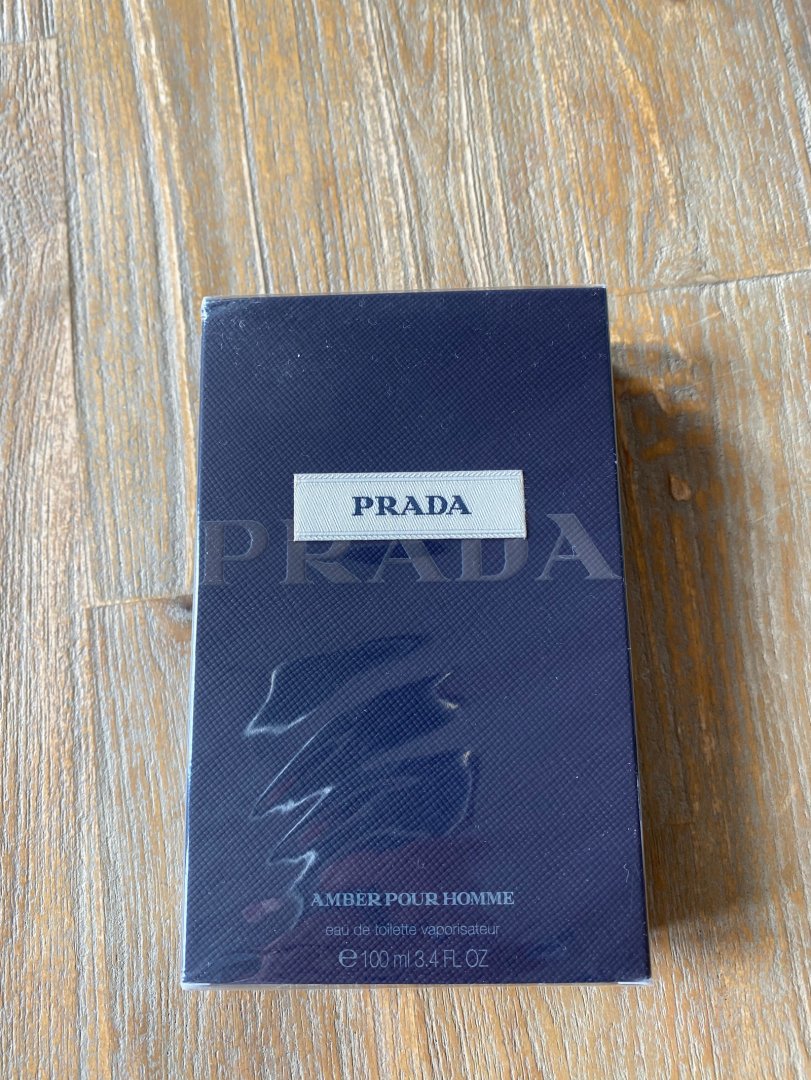 PRADA
PRADA
AMBER POUR HOMME
eau de toilette vaporisateur
℮ 100 ml 3.4 FL OZ